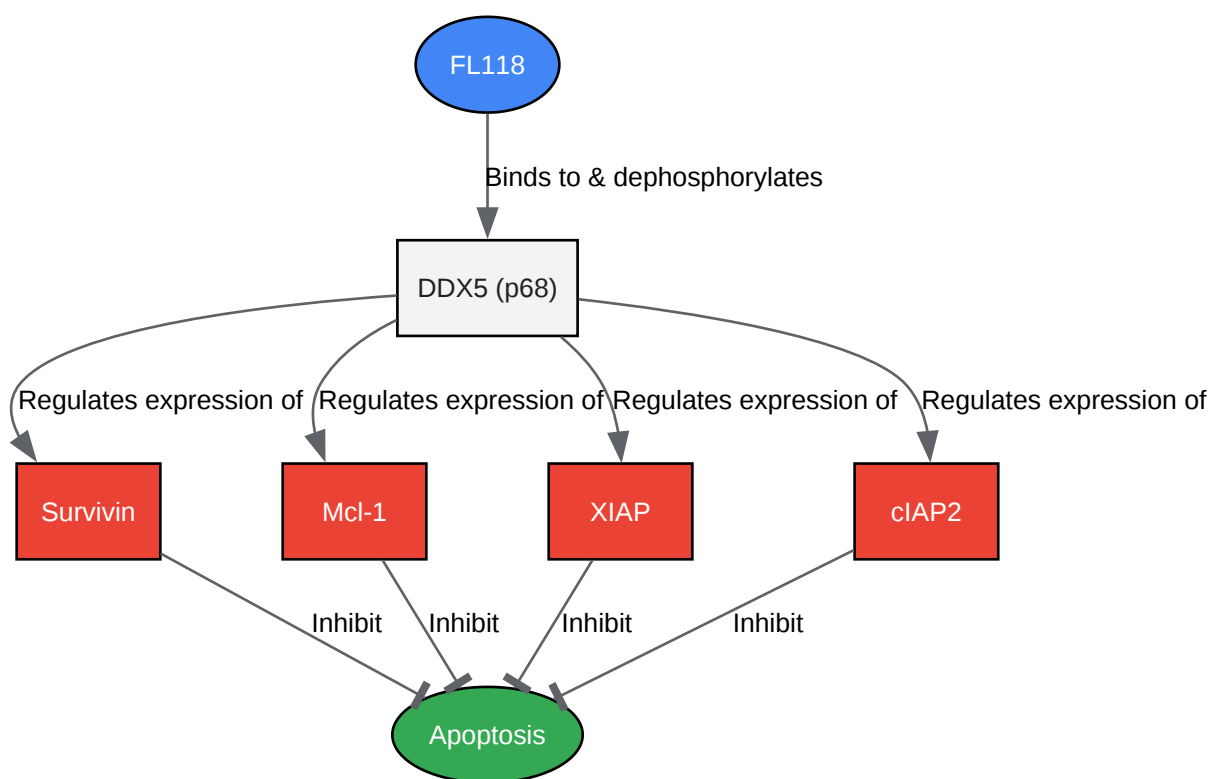 FL118
Binds to & dephosphorylates
DDX5 (p68)
Regulates expression of
Regulates expression of
Regulates expression of
Regulates expression of
Survivin
Mcl-1
XIAP
cIAP2
Inhibit
Inhibit
Inhibit
Inhibit
Apoptosis